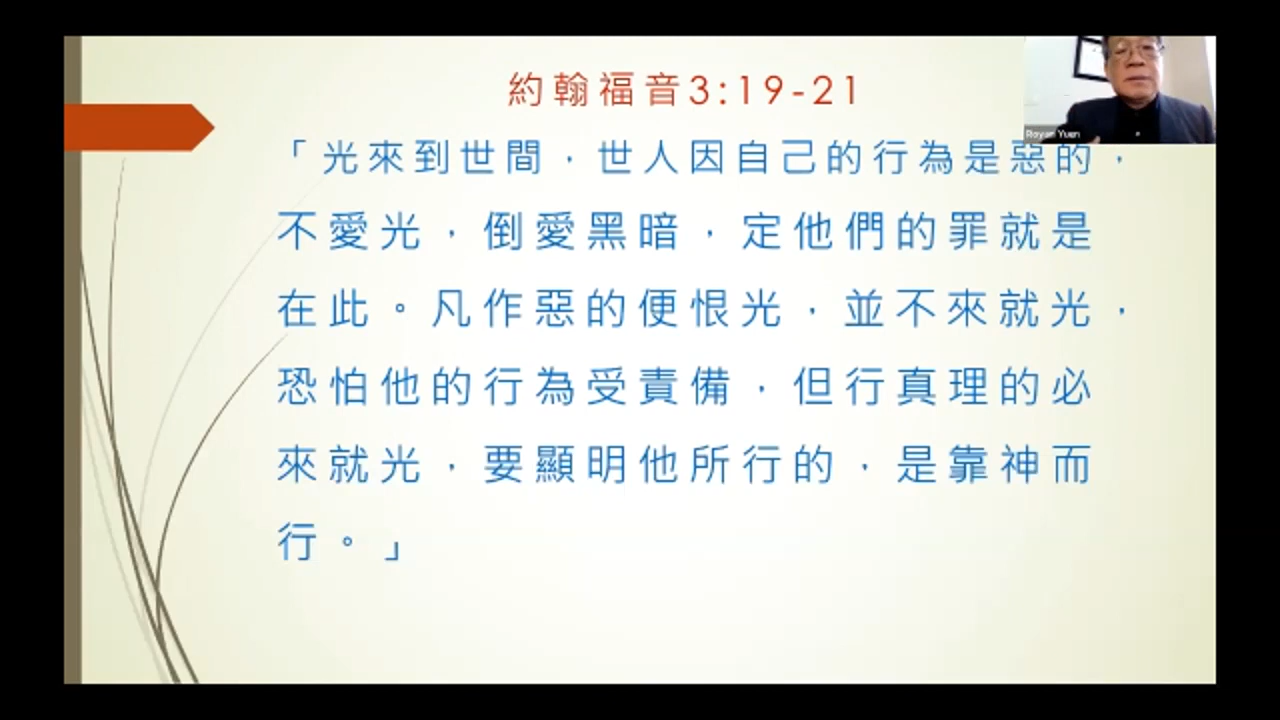 約翰福音3:19-21
Royan Yuen
「光來到世間，世人因自己的行為是惡的，
不愛光，倒愛黑暗，定他們的罪就是
在此。凡作惡的便恨光，並不來就光，
恐怕他的行為受責備，但行真理的必
來就光，要顯明他所行的，是靠神而
行。」